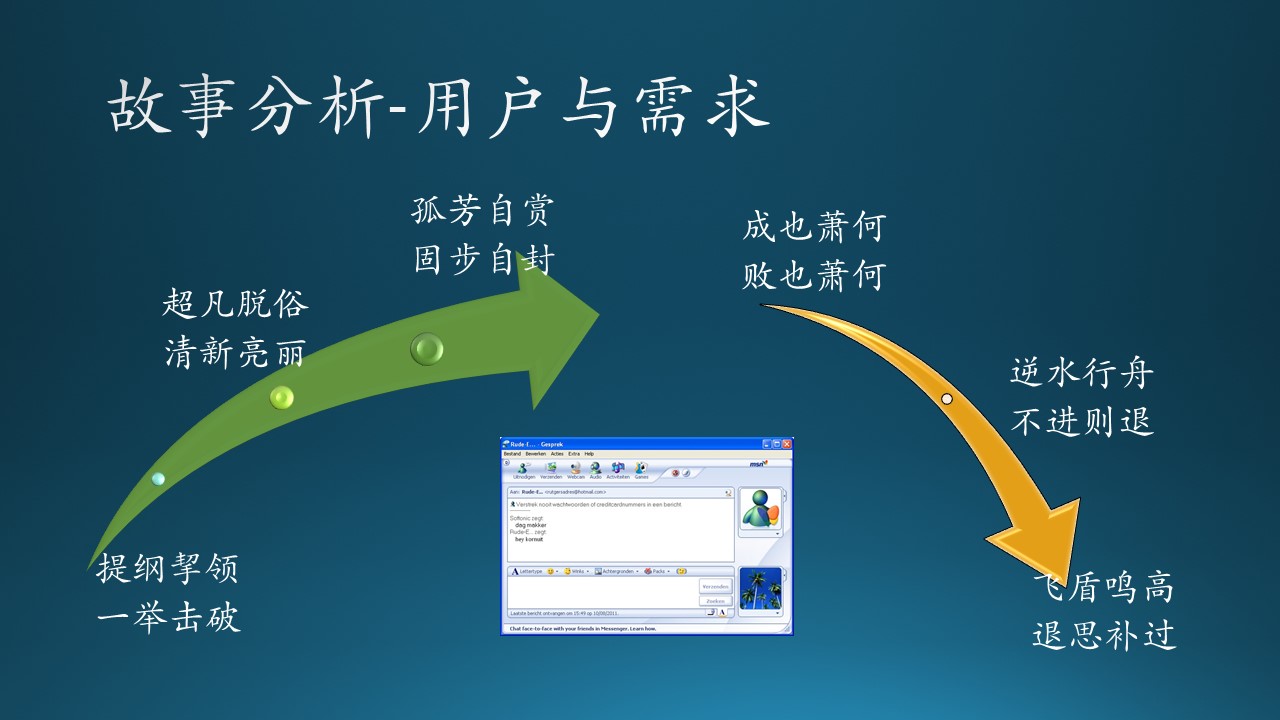 故事分析-用户与需求
孤芳自赏
固步自封
成也萧何
败也萧何
超凡脱俗
清新亮丽
逆水行舟
不进则退
提纲挈领
一举击破
飞盾鸣高
退思补过
Rude-E... - Gesprek
Bestand Bewerken Acties Extra Help
msn
Uitnodigen Verzenden Webcam Audio Activiteiten Games
Aan: Rude-E... <rutgersadres@hotmail.com>
Verstrek nooit wachtwoorden of creditcardnummers in een bericht
Softonic zegt:
dag makker
Rude-E... zegt:
hey kornuit
Lettertype Winks Achtergronden Packs
Verzenden
Zoeken
Laatste bericht ontvangen om 15:49 op 10/08/2011.
Chat face-to-face with your friends in Messenger. Learn how.